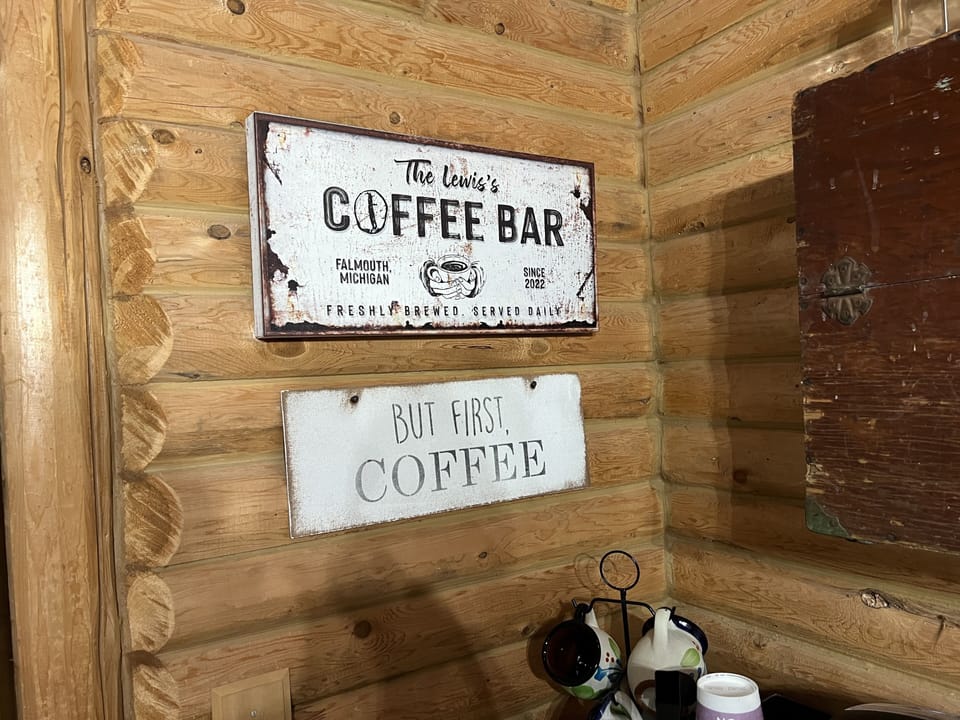 The Lewis's
COFFEE BAR
FALMOUTH,
MICHIGAN
SINCE
2022
FRESHLY BREWED. SERVED DAILY
BUT FIRST,
COFFEE